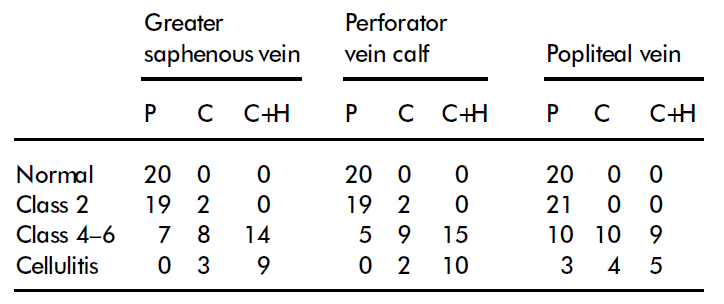 Greater Perforator
saphenous vein vein calf Popliteal vein
P C C+H P C C+H P C C+H
Normal 20 0 0 20 0 0 20 0 0
Class 2 19 2 0 19 2 0 21 0 0
Class 4–6 7 8 14 5 9 15 10 10 9
Cellulitis 0 3 9 0 2 10 3 4 5